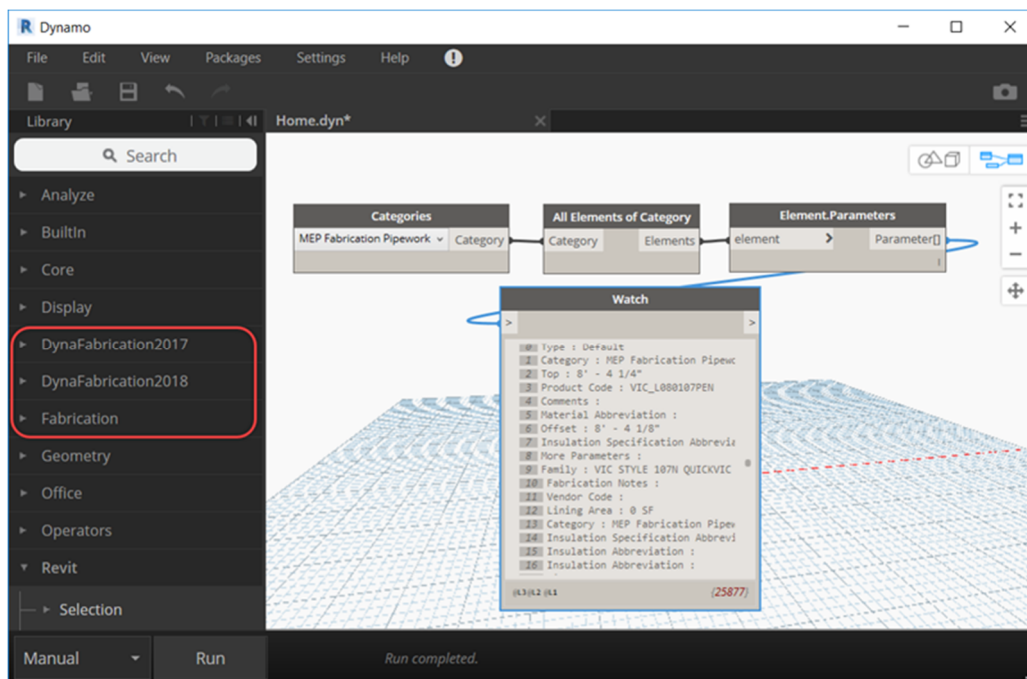 R Dynamo
File Edit View Packages Settings Help
Library
Home.dyn*
Search
Analyze
BuiltIn
Core
Display
DynaFabrication2017
DynaFabrication2018
Fabrication
Geometry
Office
Operators
Revit
Selection
Categories
MEP Fabrication Pipework Category
All Elements of Category
Category Elements
Element.Parameters
element > Parameter[]
Watch
> >
0 Type : Default
1 Category : MEP Fabrication Pipewo
2 Top : 8' - 4 1/4"
3 Product Code : VIC_L080107PEN
4 Comments :
5 Material Abbreviation :
6 Offset : 8' - 4 1/8"
7 Insulation Specification Abbrevia
8 More Parameters :
9 Family : VIC STYLE 107N QUICKVIC
10 Fabrication Notes :
11 Vendor Code :
12 Lining Area : 0 SF
13 Category : MEP Fabrication Pipew
14 Insulation Specification Abbrevi
15 Insulation Abbreviation :
16 Insulation Abbreviation :
@L3 @L2 @L1 {25877}
Manual Run Run completed.